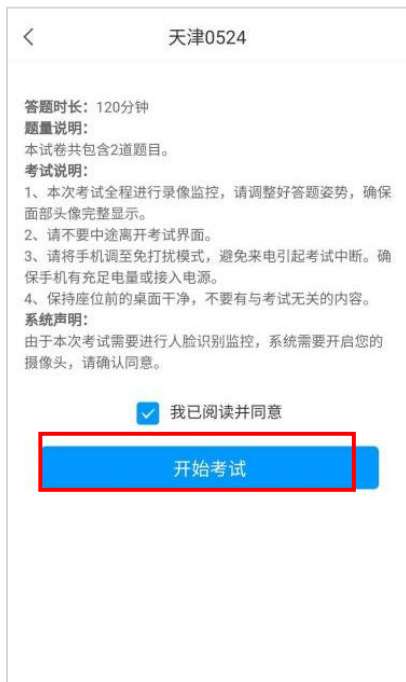 天津0524
答题时长：120分钟
题量说明：
本试卷共包含2道题目。
考试说明：
1、本次考试全程进行录像监控，请调整好答题姿势，确保
面部头像完整显示。
2、请不要中途离开考试界面。
3、请将手机调至免打扰模式，避免来电引起考试中断。确
保手机有充足电量或接入电源。
4、保持座位前的桌面干净，不要有与考试无关的内容。
系统声明：
由于本次考试需要进行人脸识别监控，系统需要开启您的
摄像头，请确认同意。
我已阅读并同意
开始考试